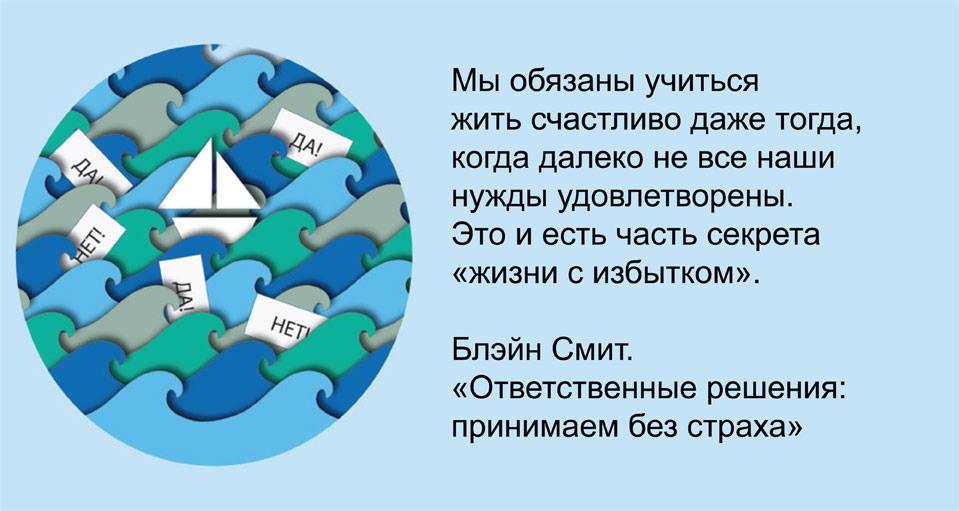 ДА!
ДА!
НЕТ!
ДА!
НЕТ!
Мы обязаны учиться
жить счастливо даже тогда,
когда далеко не все наши
нужды удовлетворены.
Это и есть часть секрета
«жизни с избытком».
Блэйн Смит.
«Ответственные решения:
принимаем без страха»